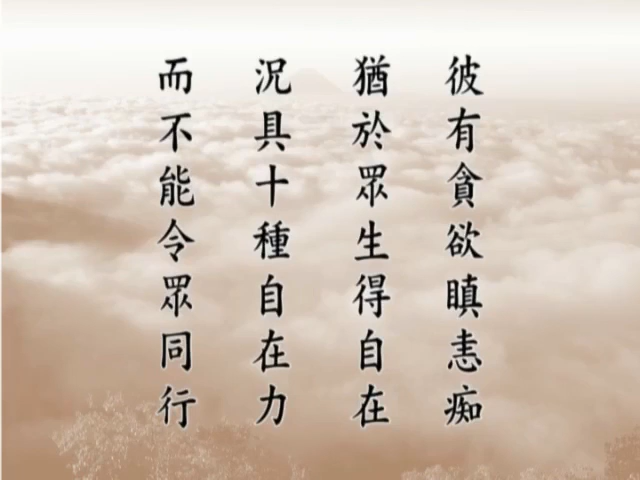 彼有貪欲瞋恚痴
猶於眾生得自在
況具十種自在力
而不能令眾同行